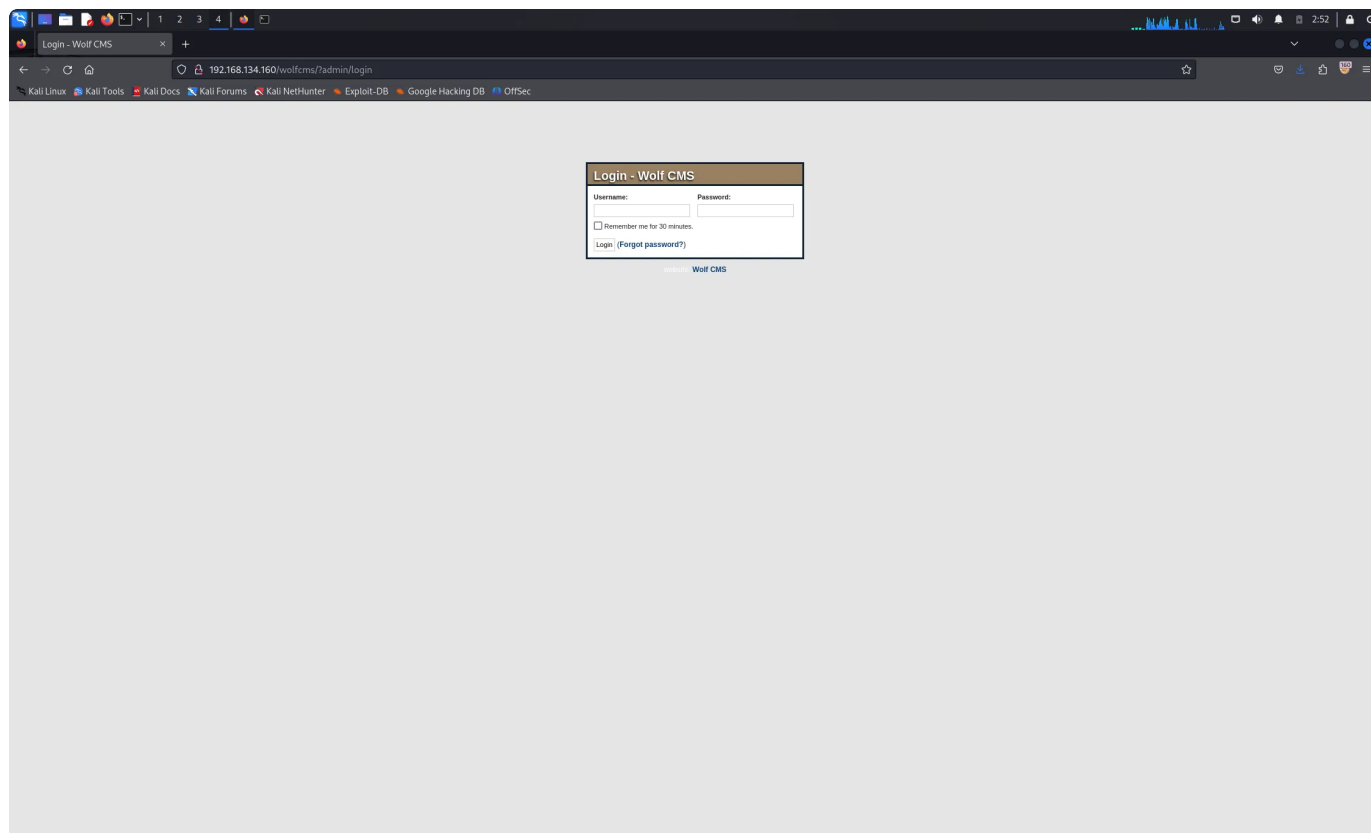 1 2 3 4
2:52
Login - Wolf CMS
192.168.134.160/wolfcms/?admin/login
160
Kali Linux Kali Tools Kali Docs Kali Forums Kali NetHunter Exploit-DB Google Hacking DB OffSec
Login - Wolf CMS
Username: Password:
Remember me for 30 minutes.
Login (Forgot password?)
Wolf CMS